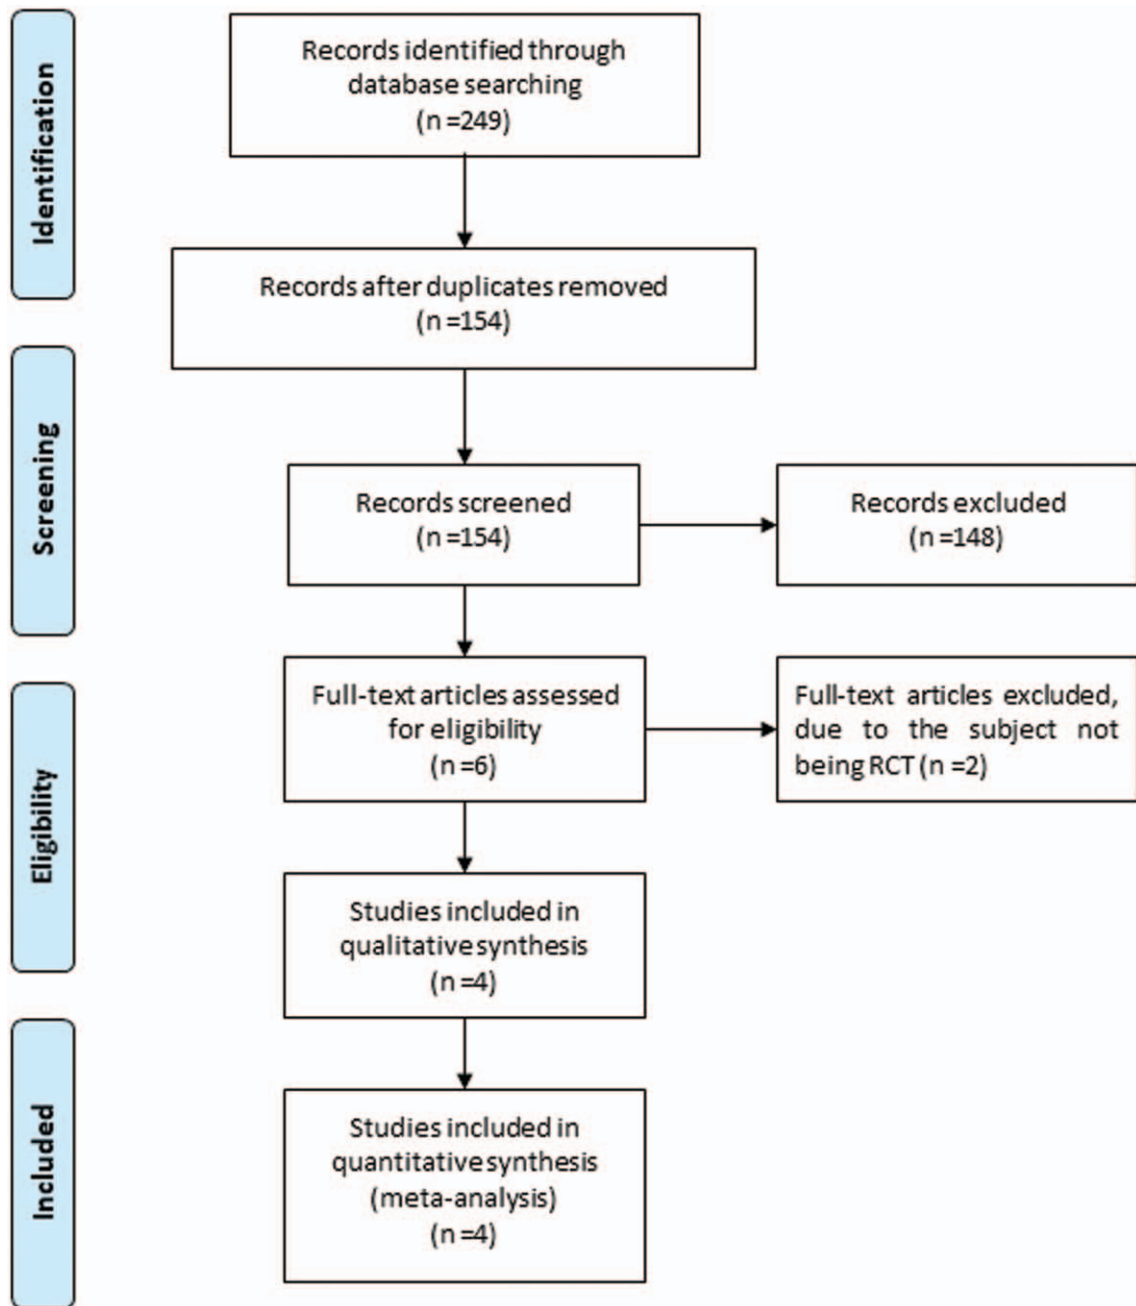 Identification
Records identified through
database searching
(n =249)
Records after duplicates removed
(n =154)
Screening
Records screened
(n =154)
Records excluded
(n =148)
Eligibility
Full-text articles assessed
for eligibility
(n =6)
Full-text articles excluded,
due to the subject not
being RCT (n =2)
Studies included in
qualitative synthesis
(n =4)
Included
Studies included in
quantitative synthesis
(meta-analysis)
(n =4)